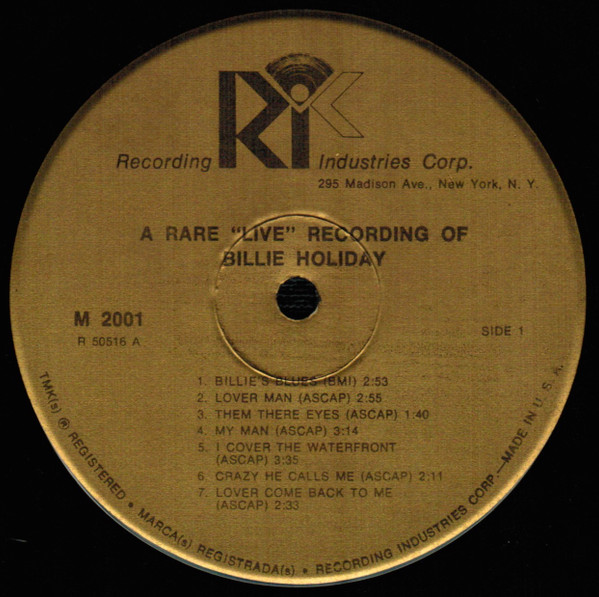 RIC
Recording Industries Corp.
295 Madison Ave., New York, N. Y.
A RARE "LIVE" RECORDING OF
BILLIE HOLIDAY
M 2001
R 50516 A
SIDE 1
1. BILLIE'S BLUES (BMI) 2:53
2. LOVER MAN (ASCAP) 2:55
3. THEM THERE EYES (ASCAP) 1:40
4. MY MAN (ASCAP) 3:14
5. I COVER THE WATERFRONT
(ASCAP) 3:35
6. CRAZY HE CALLS ME (ASCAP) 2:11
7. LOVER COME BACK TO ME
(ASCAP) 2:33
TMK(s) ® REGISTERED • MARCA(s) REGISTRADA(s) • RECORDING INDUSTRIES CORP.—MADE IN U. S. A.